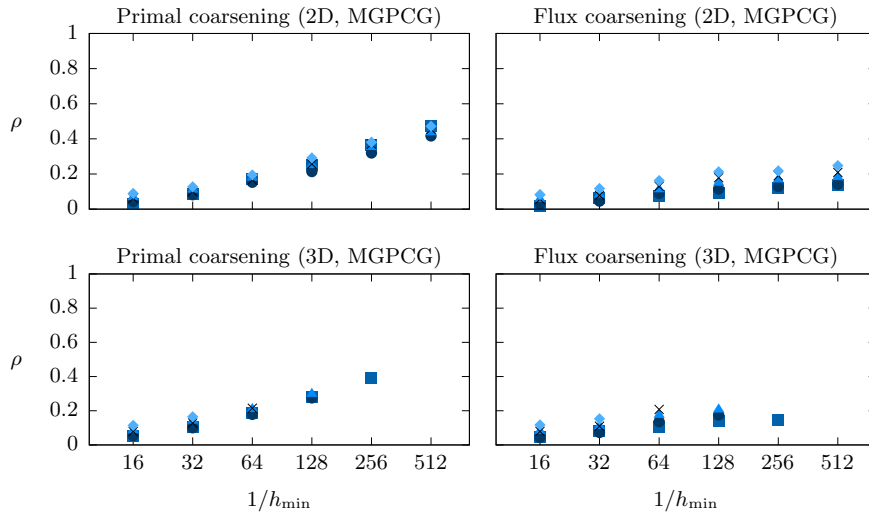 Primal coarsening (2D, MGPCG)
Flux coarsening (2D, MGPCG)
1
0.8
0.6
ρ
0.4
0.2
0
Primal coarsening (3D, MGPCG)
Flux coarsening (3D, MGPCG)
1
0.8
0.6
ρ
0.4
0.2
0
16 32 64 128 256 512
16 32 64 128 256 512
1/h_min
1/h_min